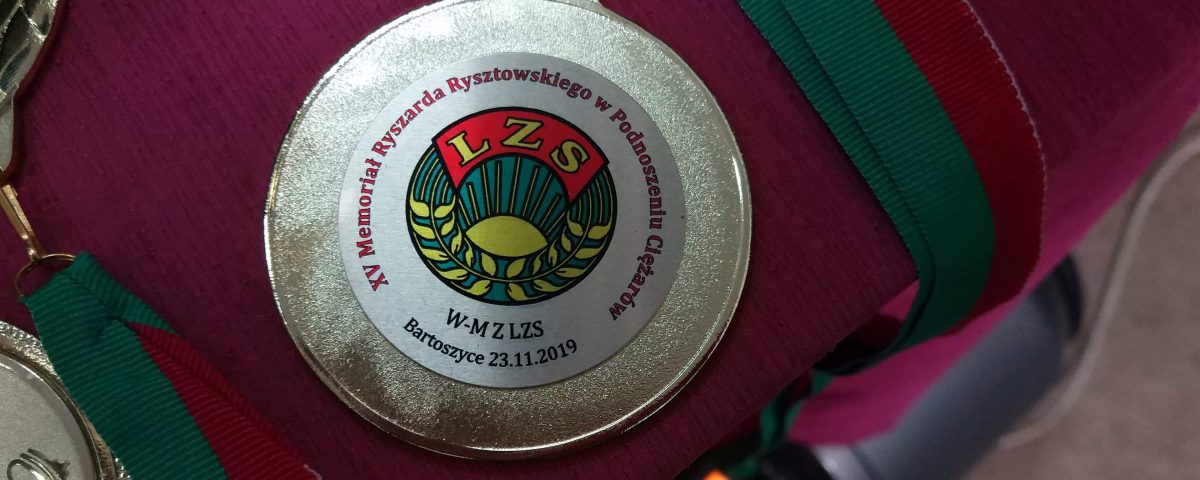 XV Memoriał Ryszarda Rysztowskiego w Podnoszeniu Ciężarów
LZS
W-M Z LZS
Bartoszyce 23.11.2019